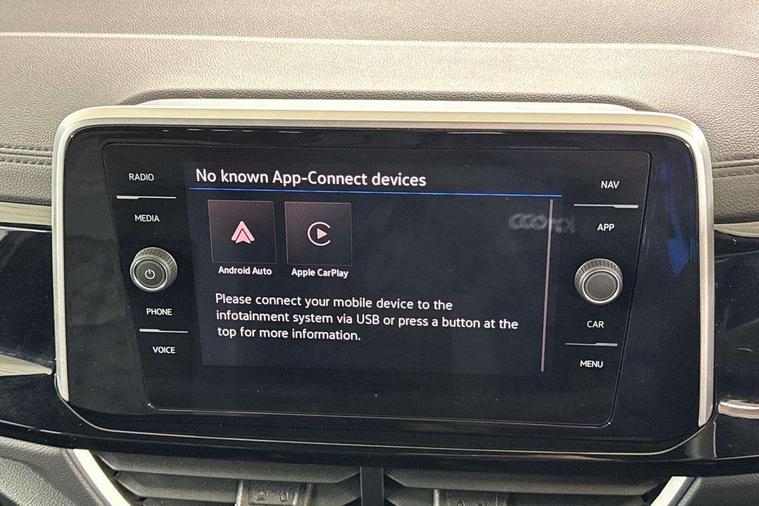 RADIO
MEDIA
PHONE
VOICE
No known App-Connect devices
Android Auto
Apple CarPlay
Please connect your mobile device to the
infotainment system via USB or press a button at the
top for more information.
NAV
APP
CAR
MENU